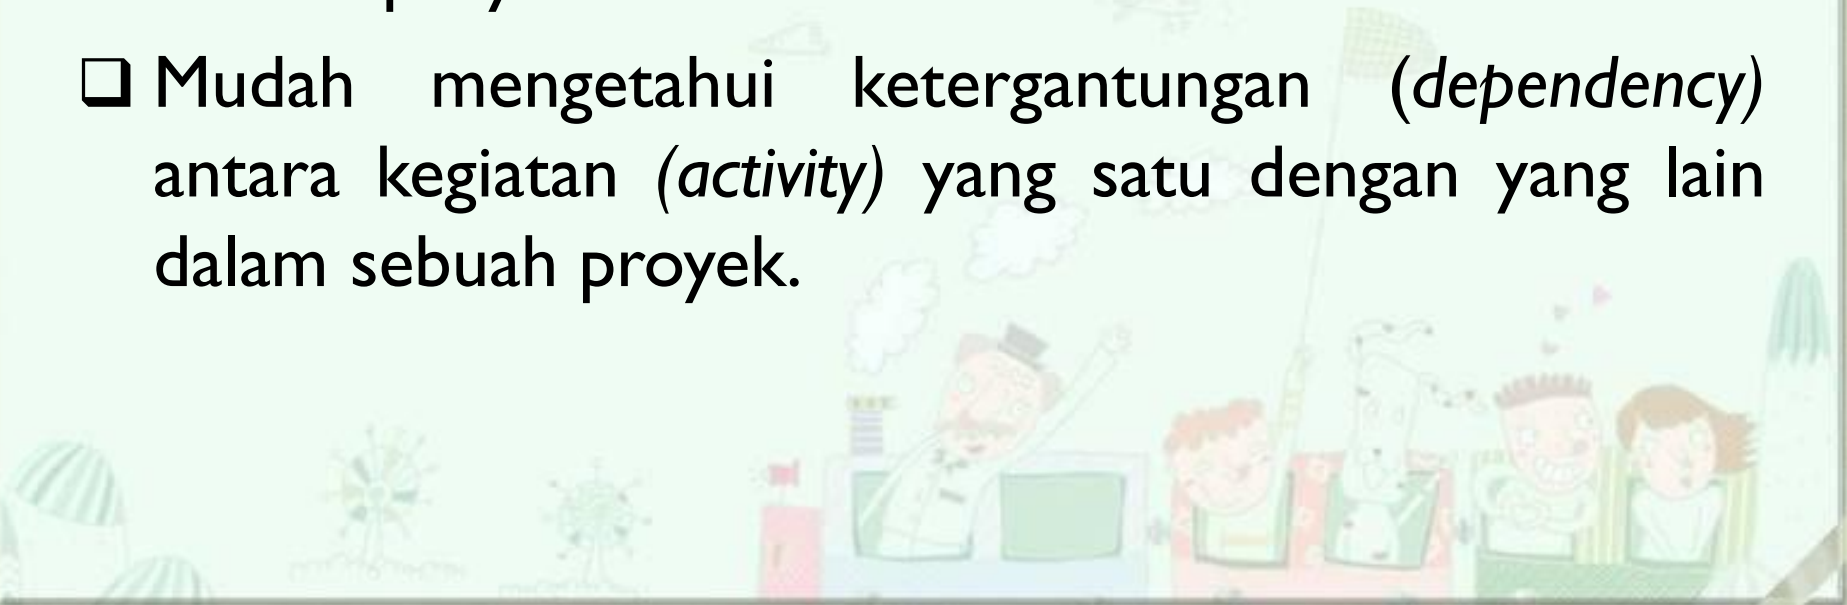 ❑ Mudah mengetahui ketergantungan (dependency)
antara kegiatan (activity) yang satu dengan yang lain
dalam sebuah proyek.